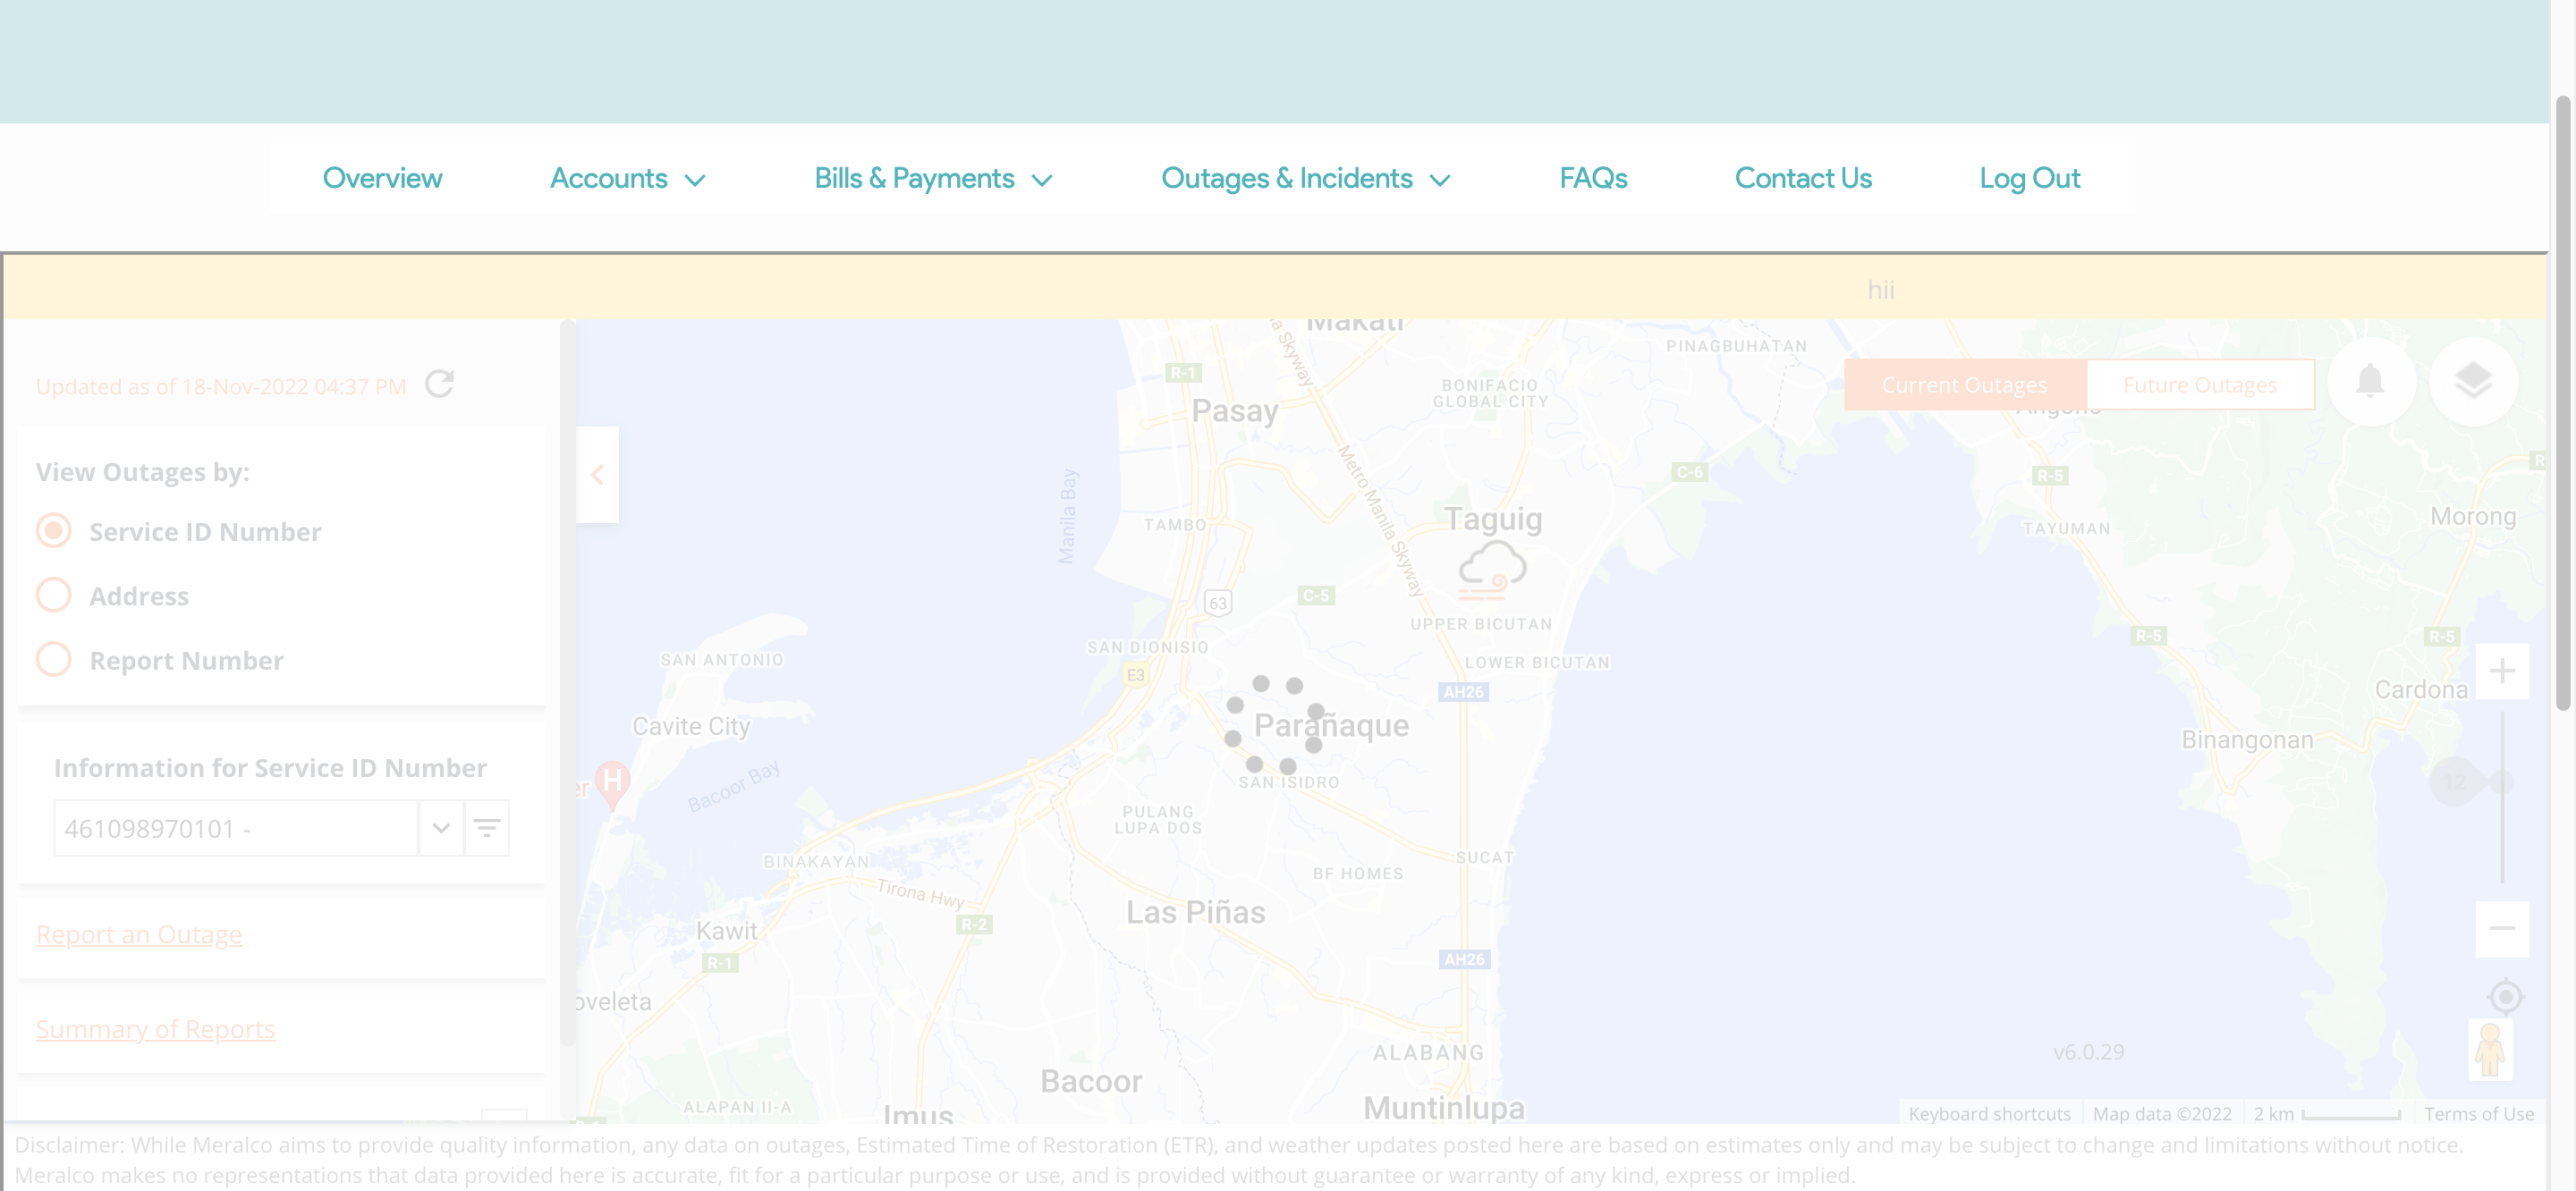 Overview Accounts Bills & Payments Outages & Incidents FAQs Contact Us Log Out
hii
Updated as of 18-Nov-2022 04:37 PM
View Outages by:
Service ID Number
Address
Report Number
Information for Service ID Number
461098970101 -
Report an Outage
Summary of Reports
Current Outages Future Outages
Makati
PINAGBUHATAN
R-1
Skyway
BONIFACIO
GLOBAL CITY
Pasay
Angono
C-6
R-5
Metro Manila Skyway
Manila Bay
TAMBO
Taguig
TAYUMAN
Morong
63
C-5
UPPER BICUTAN
R-5
R-5
SAN DIONISIO
SAN ANTONIO
LOWER BICUTAN
E3
AH26
Cardona
Cavite City
Parañaque
Binangonan
H
Bacoor Bay
SAN ISIDRO
12
PULANG
LUPA DOS
BINAKAYAN
SUCAT
BF HOMES
Tirona Hwy
Las Piñas
R-2
Kawit
R-1
AH26
oveleta
ALABANG
v6.0.29
Bacoor
ALAPAN II-A
Imus
Muntinlupa
Keyboard shortcuts Map data ©2022 2 km Terms of Use
Disclaimer: While Meralco aims to provide quality information, any data on outages, Estimated Time of Restoration (ETR), and weather updates posted here are based on estimates only and may be subject to change and limitations without notice.
Meralco makes no representations that data provided here is accurate, fit for a particular purpose or use, and is provided without guarantee or warranty of any kind, express or implied.